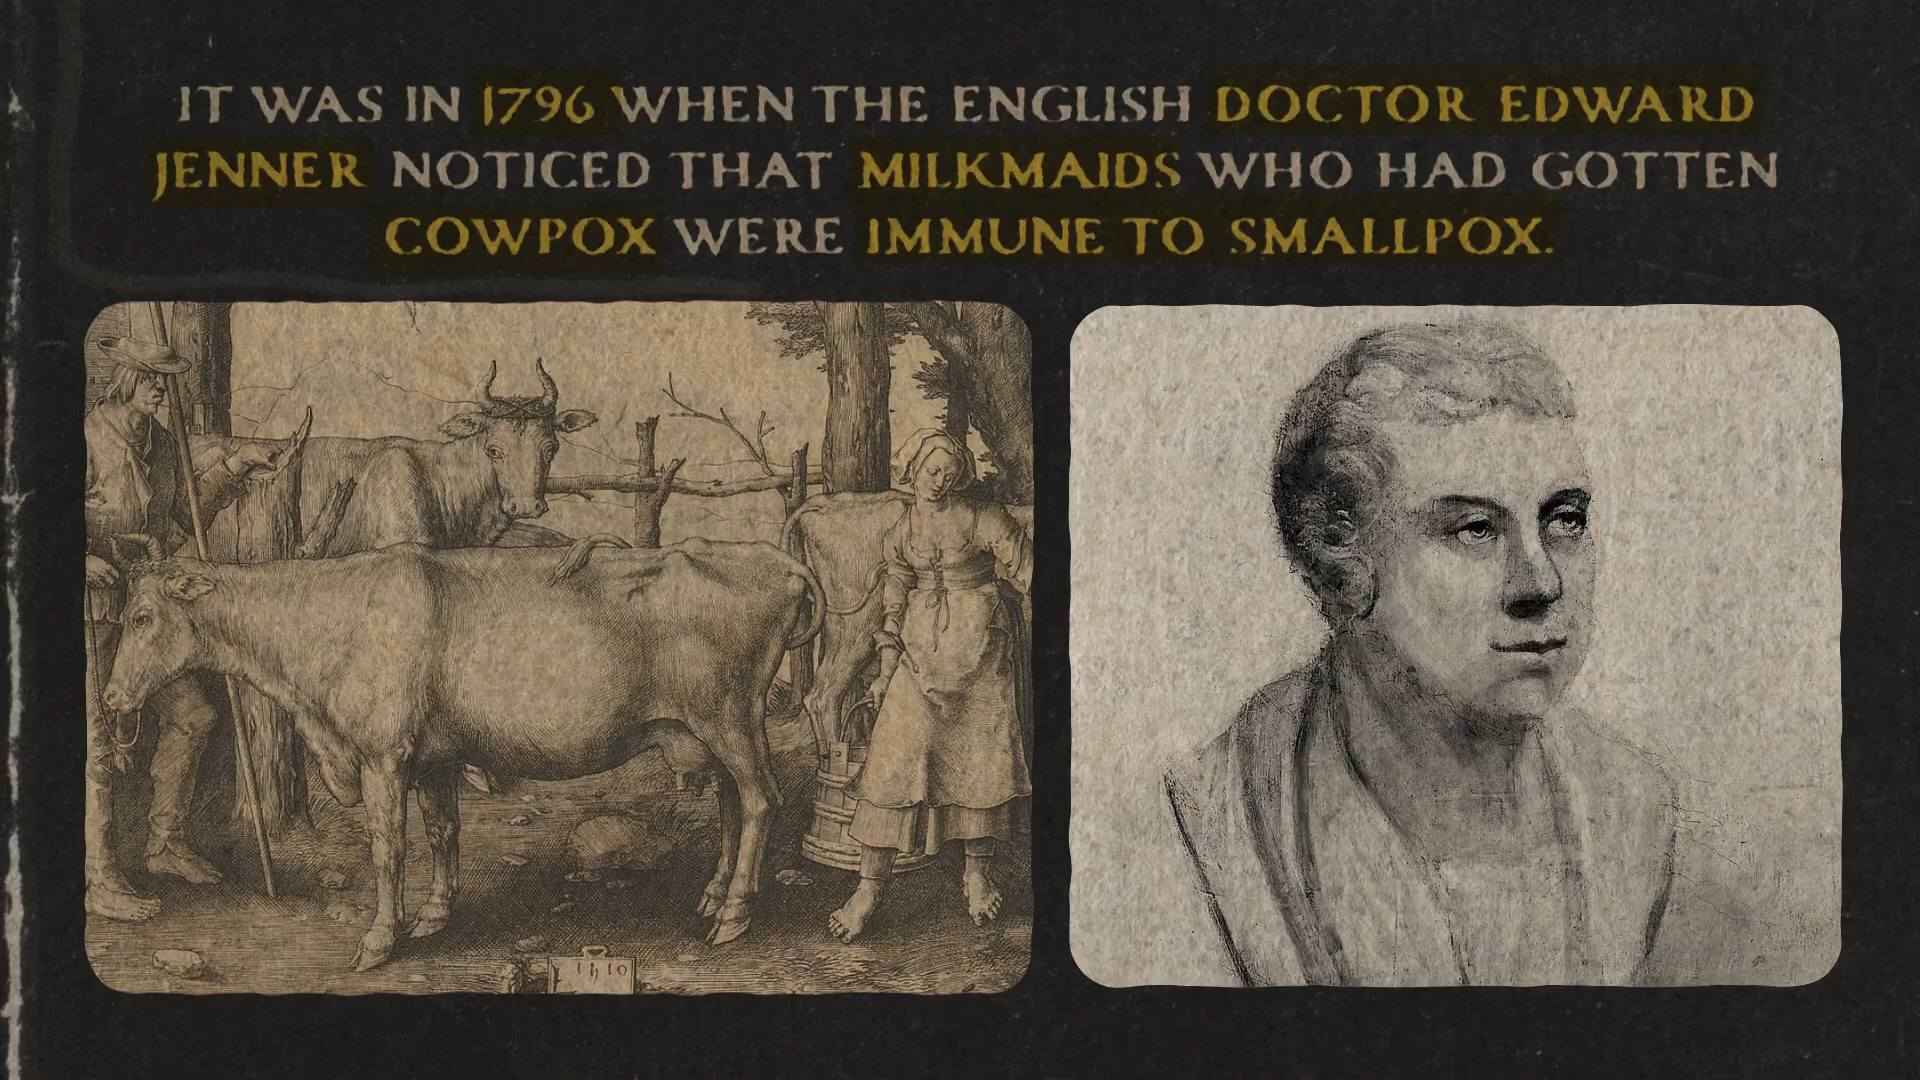 IT WAS IN 1796 WHEN THE ENGLISH DOCTOR EDWARD
JENNER NOTICED THAT MILKMAIDS WHO HAD GOTTEN
COWPOX WERE IMMUNE TO SMALLPOX.
1510